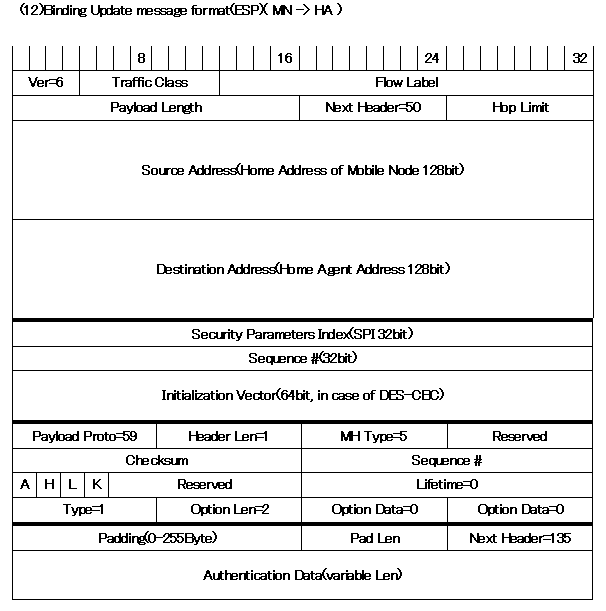 (12)Binding Update message format(ESP)( MN -> HA )
8 16 24 32
Ver=6 Traffic Class Flow Label
Payload Length Next Header=50 Hop Limit
Source Address(Home Address of Mobile Node 128bit)
Destination Address(Home Agent Address 128bit)
Security Parameters Index(SPI 32bit)
Sequence #(32bit)
Initialization Vector(64bit, in case of DES-CEC)
Payload Proto=59 Header Len=1 MH Type=5 Reserved
Checksum Sequence #
A H L K Reserved Lifetime=0
Type=1 Option Len=2 Option Data=0 Option Data=0
Padding(0-255Byte) Pad Len Next Header=135
Authentication Data(variable Len)